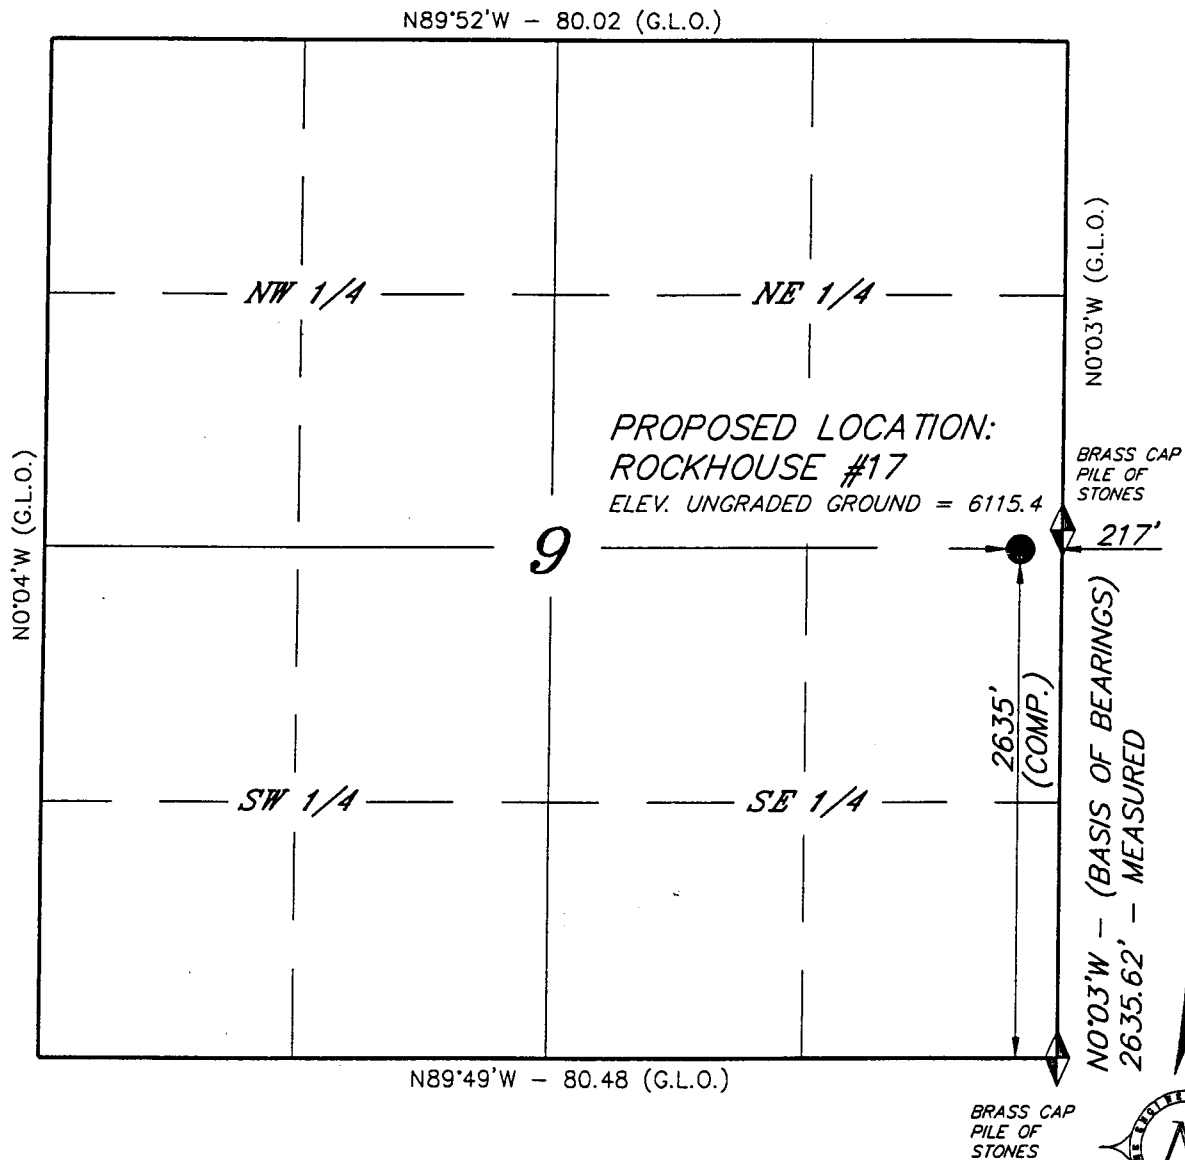 N89°52'W – 80.02 (G.L.O.)
N0°03'W (G.L.O.)
NW 1/4
NE 1/4
PROPOSED LOCATION:
ROCKHOUSE #17
ELEV. UNGRADED GROUND = 6115.4
BRASS CAP
PILE OF
STONES
N0°04'W (G.L.O.)
9
217'
2635'
(COMP.)
N0°03'W – (BASIS OF BEARINGS)
2635.62' – MEASURED
SW 1/4
SE 1/4
N89°49'W – 80.48 (G.L.O.)
BRASS CAP
PILE OF
STONES